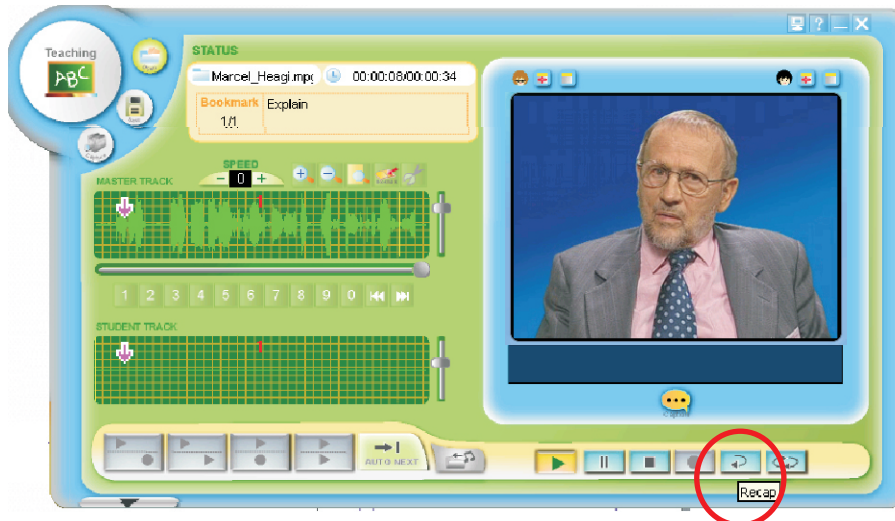 Teaching
ABC
STATUS
Marcel_Heagi.mpg
00:00:08/00:00:34
Bookmark
Explain
1/1
SPEED
- 0 +
MASTER TRACK
1 2 3 4 5 6 7 8 9 0
1
STUDENT TRACK
1
AUTO NEXT
Recap